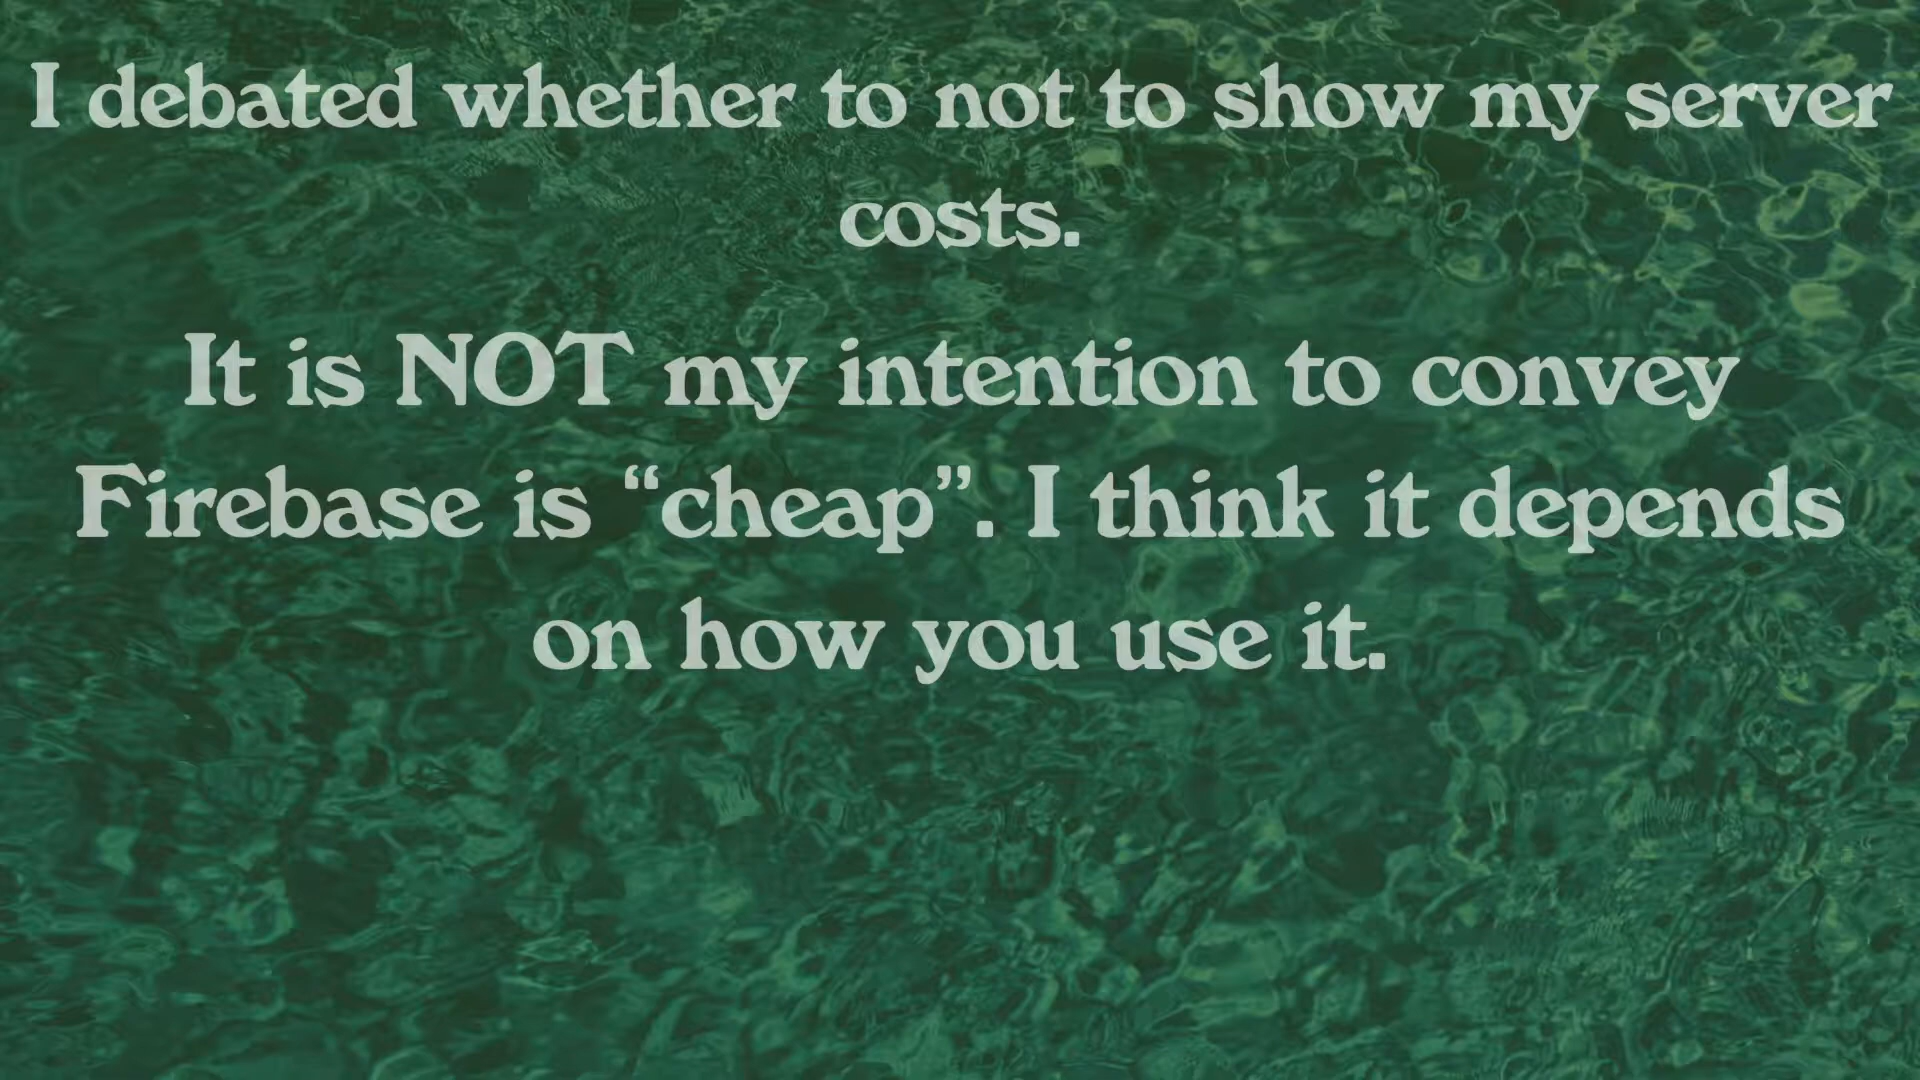 I debated whether to not to show my server
costs.
It is NOT my intention to convey
Firebase is “cheap”. I think it depends
on how you use it.